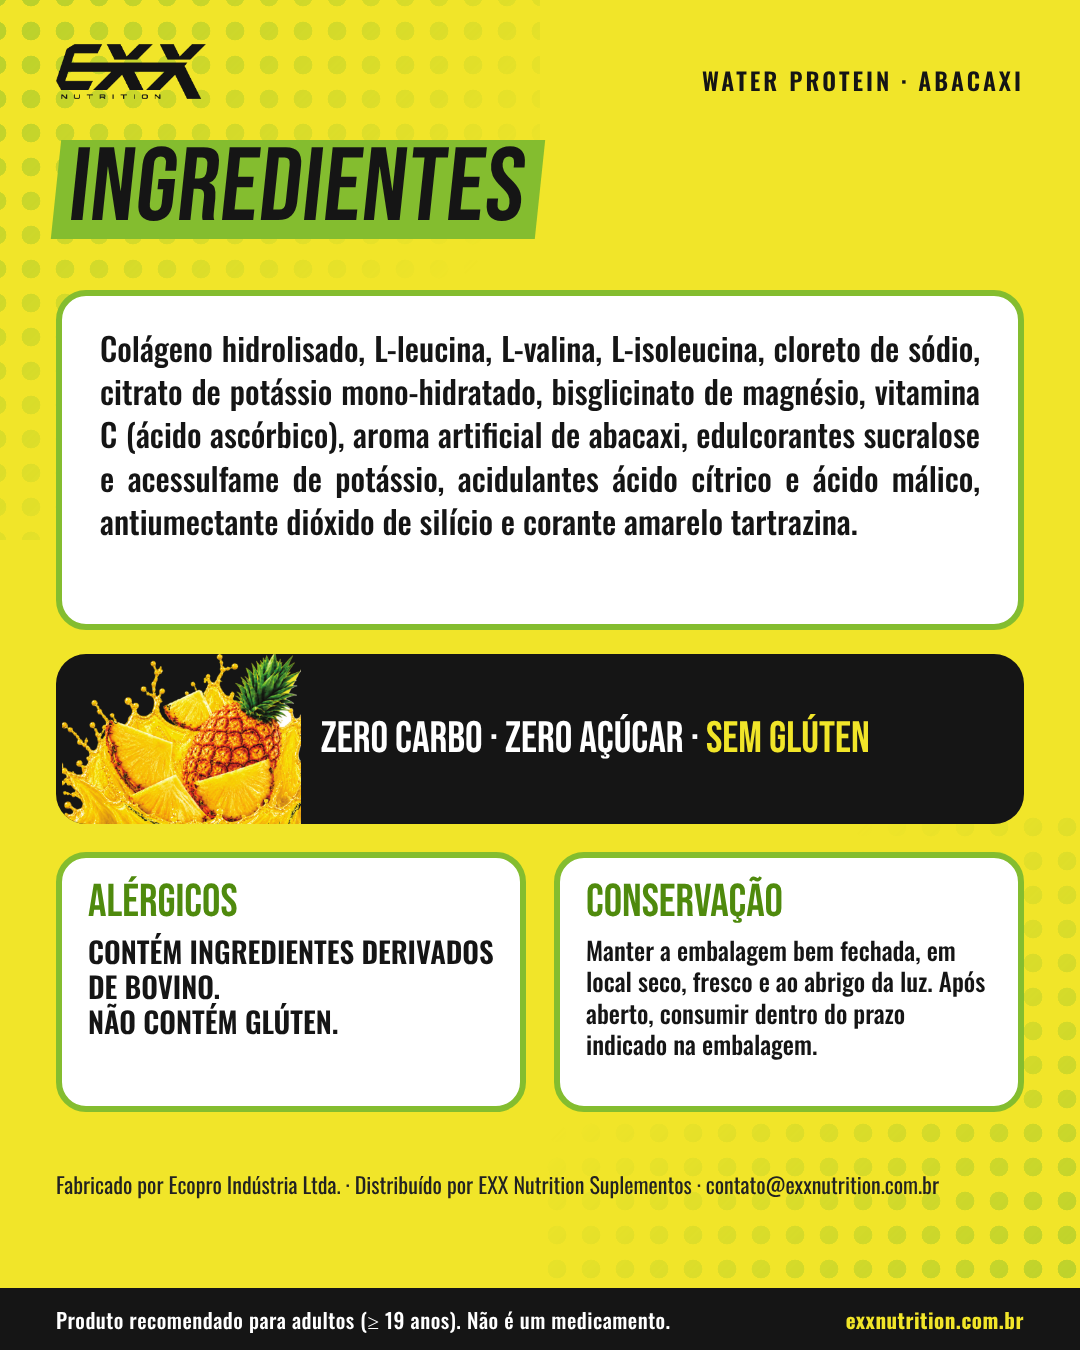 EXX
NUTRITION
WATER PROTEIN · ABACAXI
INGREDIENTES
Colágeno hidrolisado, L-leucina, L-valina, L-isoleucina, cloreto de sódio,
citrato de potássio mono-hidratado, bisglicinato de magnésio, vitamina
C (ácido ascórbico), aroma artificial de abacaxi, edulcorantes sucralose
e acessulfame de potássio, acidulantes ácido cítrico e ácido málico,
antiumectante dióxido de silício e corante amarelo tartrazina.
ZERO CARBO · ZERO AÇÚCAR · SEM GLÚTEN
ALÉRGICOS
CONTÉM INGREDIENTES DERIVADOS
DE BOVINO.
NÃO CONTÉM GLÚTEN.
CONSERVAÇÃO
Manter a embalagem bem fechada, em
local seco, fresco e ao abrigo da luz. Após
aberto, consumir dentro do prazo
indicado na embalagem.
Fabricado por Ecopro Indústria Ltda. · Distribuído por EXX Nutrition Suplementos · contato@exxnutrition.com.br
Produto recomendado para adultos (≥ 19 anos). Não é um medicamento.
exxnutrition.com.br